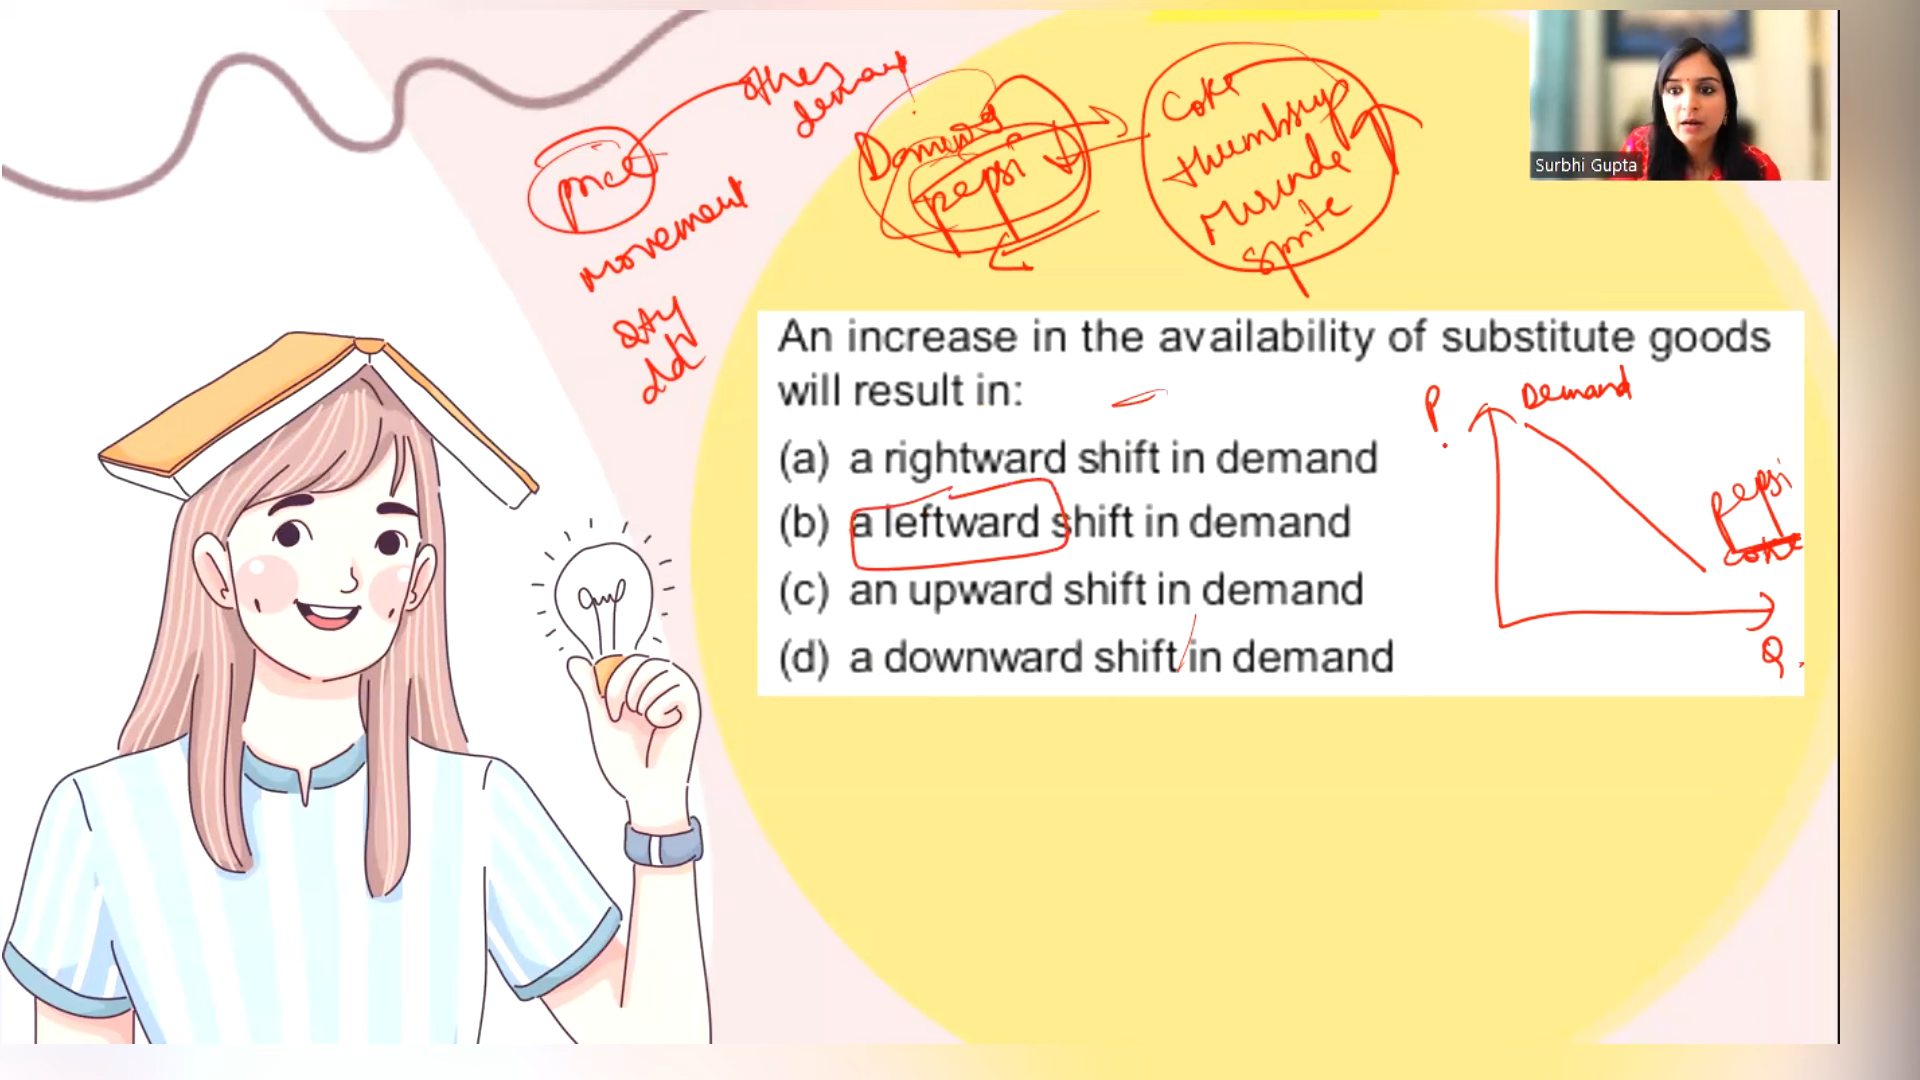 other
demand
price
movement
qty
dd
Demand
pepsi
Coke
thumbsup
Mirinda
sprite
Surbhi Gupta
An increase in the availability of substitute goods
will result in:
(a) a rightward shift in demand
(b) a leftward shift in demand
(c) an upward shift in demand
(d) a downward shift in demand
P
Demand
pepsi
coke
Q